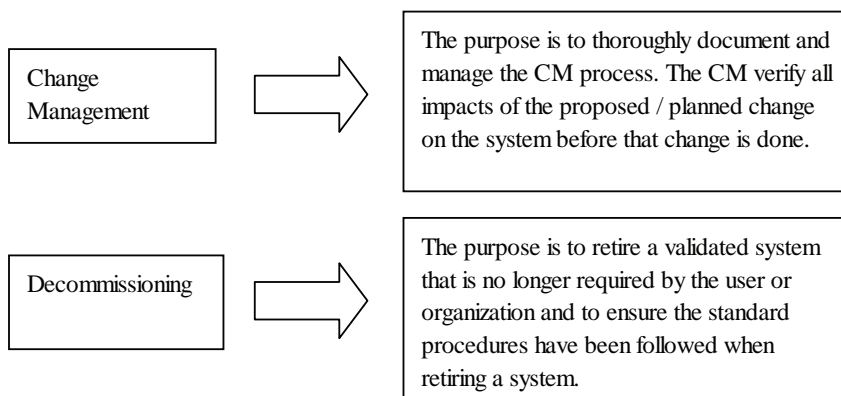 Change
Management
The purpose is to thoroughly document and
manage the CM process. The CM verify all
impacts of the proposed / planned change
on the system before that change is done.
Decommissioning
The purpose is to retire a validated system
that is no longer required by the user or
organization and to ensure the standard
procedures have been followed when
retiring a system.